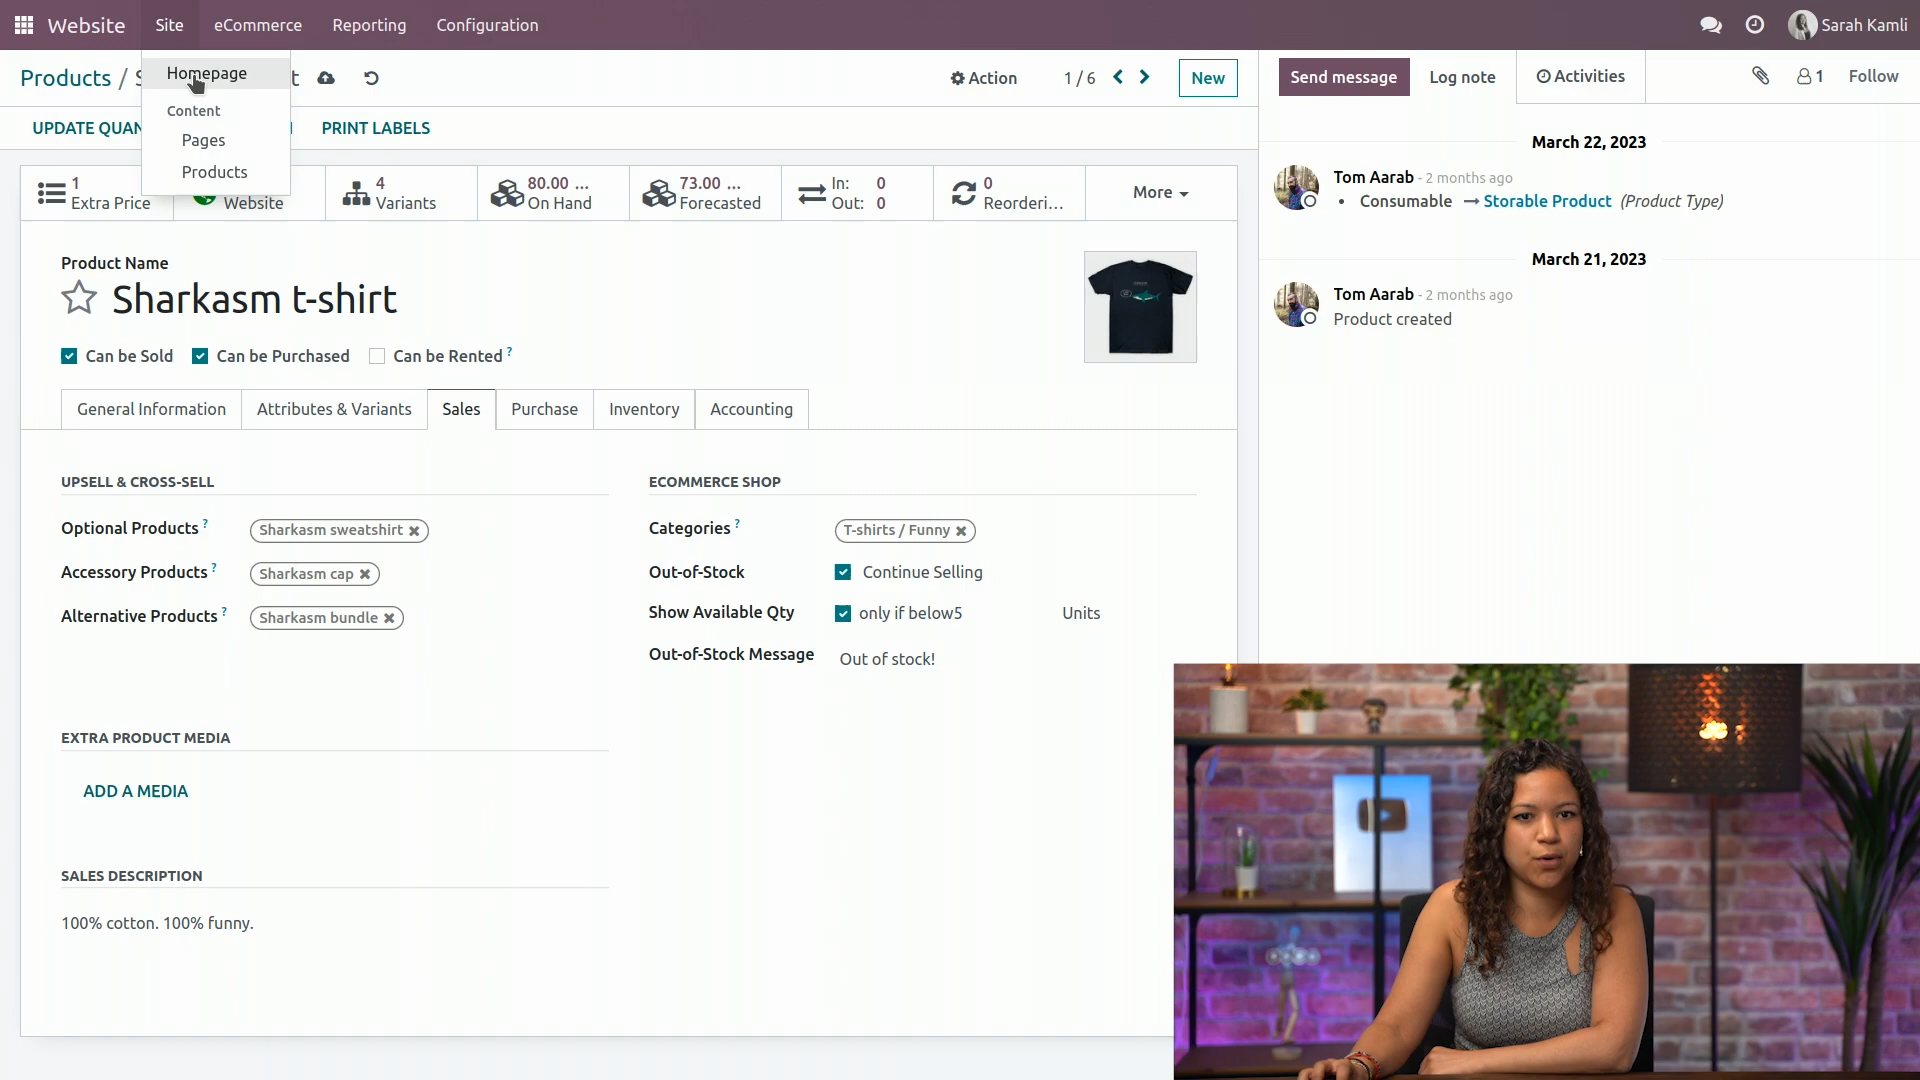 Website Site eCommerce Reporting Configuration Sarah Kamli
Homepage
Content
Pages
Products
Products / S t Action 1 / 6 New
UPDATE QUAN PRINT LABELS
1 Extra Price
Website
4 Variants
80.00 ... On Hand
73.00 ... Forecasted
In: 0
Out: 0
0 Reorderi...
More
Product Name
Sharkasm t-shirt
Can be Sold Can be Purchased Can be Rented ?
General Information Attributes & Variants Sales Purchase Inventory Accounting
UPSELL & CROSS-SELL
Optional Products ? Sharkasm sweatshirt
Accessory Products ? Sharkasm cap
Alternative Products ? Sharkasm bundle
ECOMMERCE SHOP
Categories ? T-shirts / Funny
Out-of-Stock Continue Selling
Show Available Qty only if below5 Units
Out-of-Stock Message Out of stock!
EXTRA PRODUCT MEDIA
ADD A MEDIA
SALES DESCRIPTION
100% cotton. 100% funny.
Send message Log note Activities 1 Follow
March 22, 2023
Tom Aarab - 2 months ago
• Consumable → Storable Product (Product Type)
March 21, 2023
Tom Aarab - 2 months ago
Product created